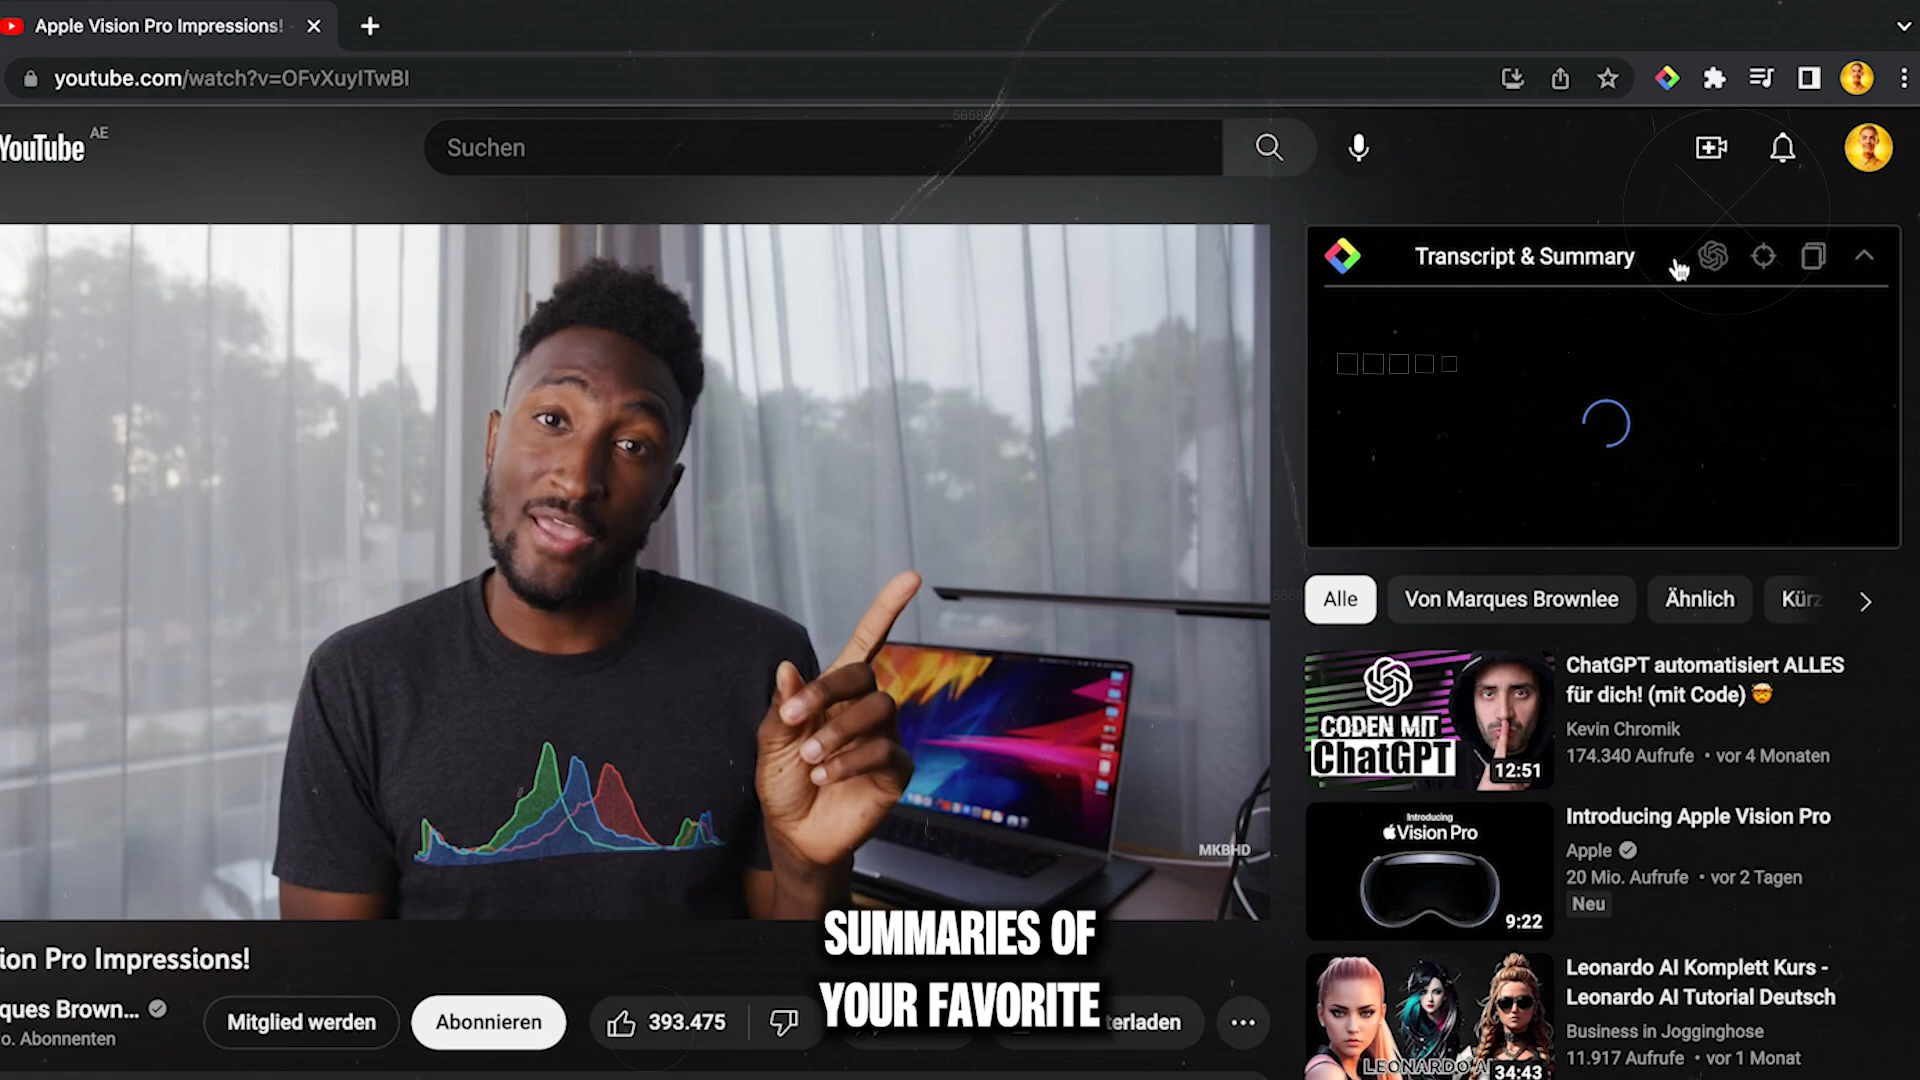 Apple Vision Pro Impressions! -
youtube.com/watch?v=OFvXuyITwBI
YouTube AE
Suchen
56588
Transcript & Summary
MKBHD
5658
Alle
Von Marques Brownlee
Ähnlich
Kürz
CODEN MIT
ChatGPT
12:51
ChatGPT automatisiert ALLES
für dich! (mit Code) 🤯
Kevin Chromik
174.340 Aufrufe • vor 4 Monaten
Introducing
Vision Pro
9:22
Introducing Apple Vision Pro
Apple
20 Mio. Aufrufe • vor 2 Tagen
Neu
LEONARDO AI
34:43
Leonardo AI Komplett Kurs -
Leonardo AI Tutorial Deutsch
Business in Jogginghose
11.917 Aufrufe • vor 1 Monat
ion Pro Impressions!
ques Brown...
o. Abonnenten
Mitglied werden
Abonnieren
393.475
terladen
SUMMARIES OF
YOUR FAVORITE